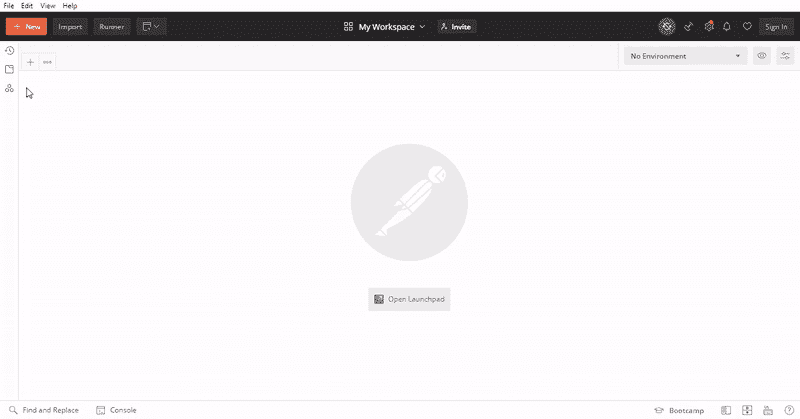 File Edit View Help
New Import Runner My Workspace Invite Sign In
No Environment
Open Launchpad
Find and Replace Console Bootcamp